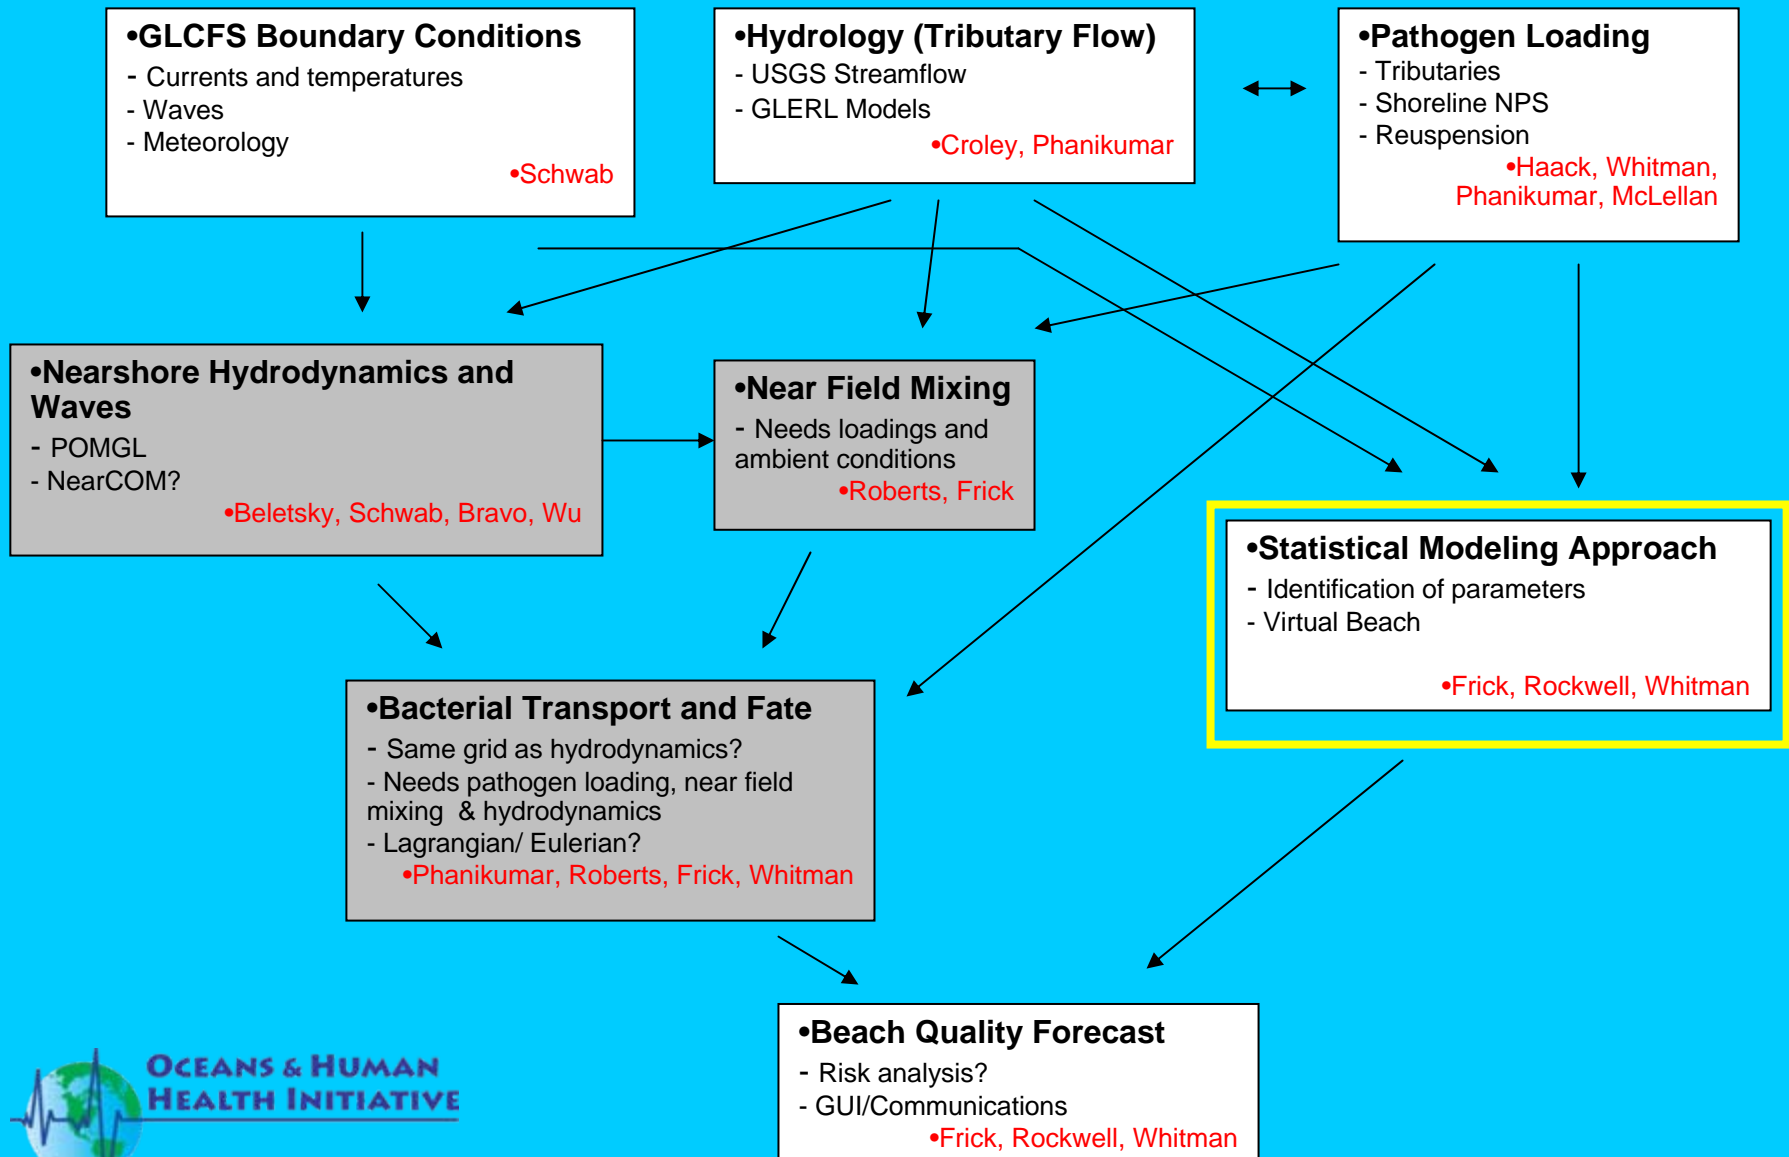 •GLCFS Boundary Conditions
- Currents and temperatures
- Waves
- Meteorology
•Schwab
•Hydrology (Tributary Flow)
- USGS Streamflow
- GLERL Models
•Croley, Phanikumar
•Pathogen Loading
- Tributaries
- Shoreline NPS
- Reuspension
•Haack, Whitman,
Phanikumar, McLellan
•Nearshore Hydrodynamics and
Waves
- POMGL
- NearCOM?
•Beletsky, Schwab, Bravo, Wu
•Near Field Mixing
- Needs loadings and
ambient conditions
•Roberts, Frick
•Statistical Modeling Approach
- Identification of parameters
- Virtual Beach
•Frick, Rockwell, Whitman
•Bacterial Transport and Fate
- Same grid as hydrodynamics?
- Needs pathogen loading, near field
mixing & hydrodynamics
- Lagrangian/ Eulerian?
•Phanikumar, Roberts, Frick, Whitman
•Beach Quality Forecast
- Risk analysis?
- GUI/Communications
•Frick, Rockwell, Whitman
OCEANS & HUMAN
HEALTH INITIATIVE